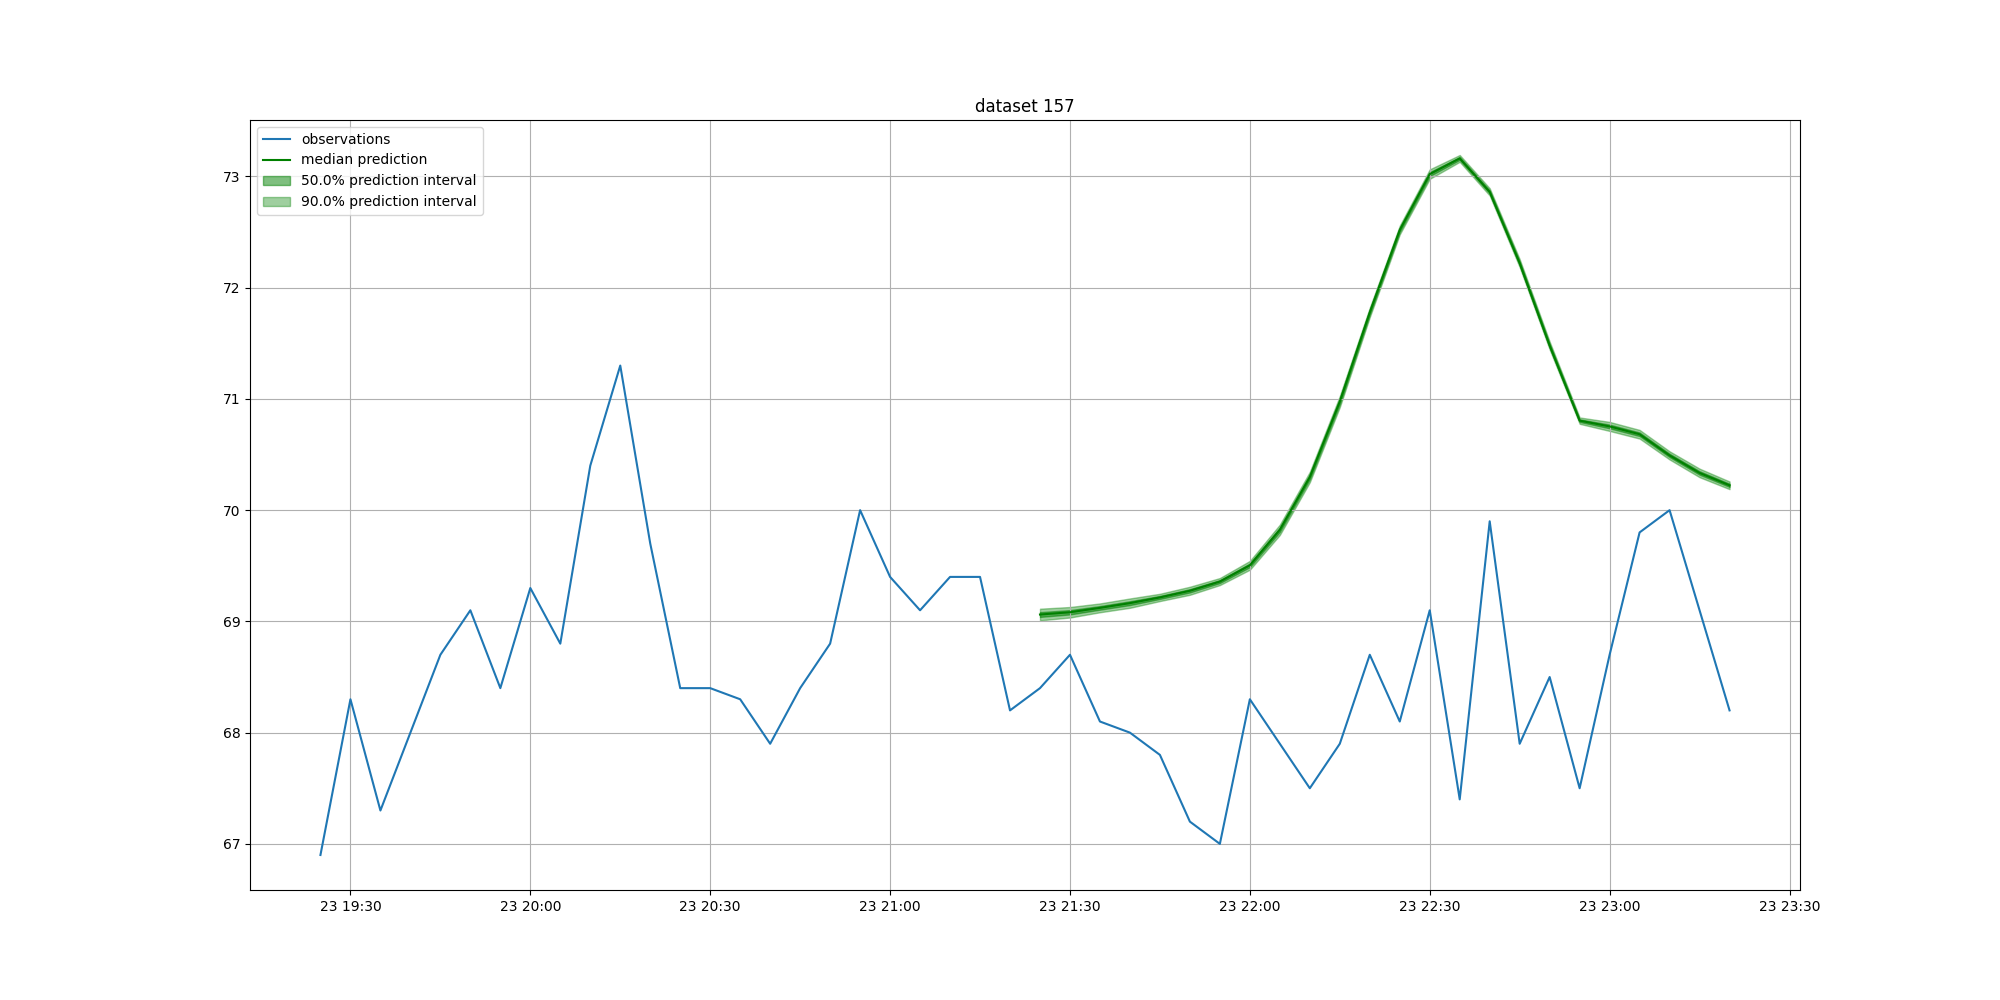 dataset 157
observations
median prediction
50.0% prediction interval
90.0% prediction interval
73
72
71
70
69
68
67
23 19:30 23 20:00 23 20:30 23 21:00 23 21:30 23 22:00 23 22:30 23 23:00 23 23:30